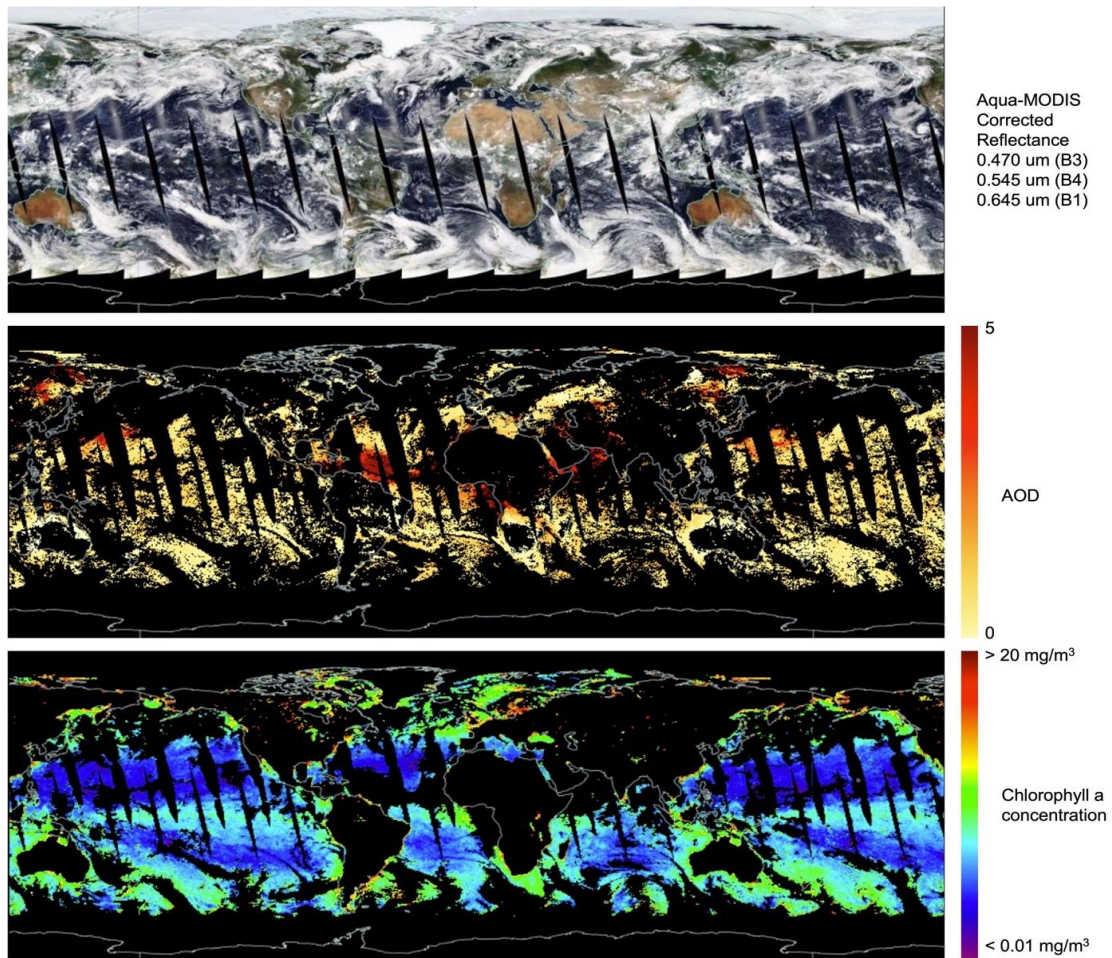 Aqua-MODIS
Corrected
Reflectance
0.470 um (B3)
0.545 um (B4)
0.645 um (B1)
5
AOD
0
> 20 mg/m³
Chlorophyll a
concentration
< 0.01 mg/m³